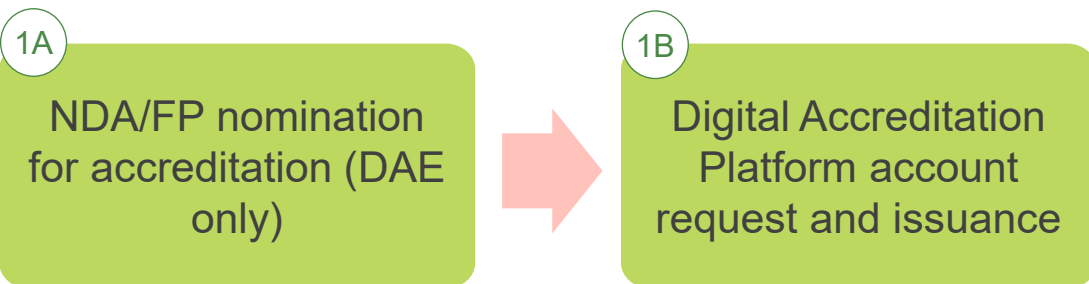 1A
NDA/FP nomination
for accreditation (DAE
only)
1B
Digital Accreditation
Platform account
request and issuance